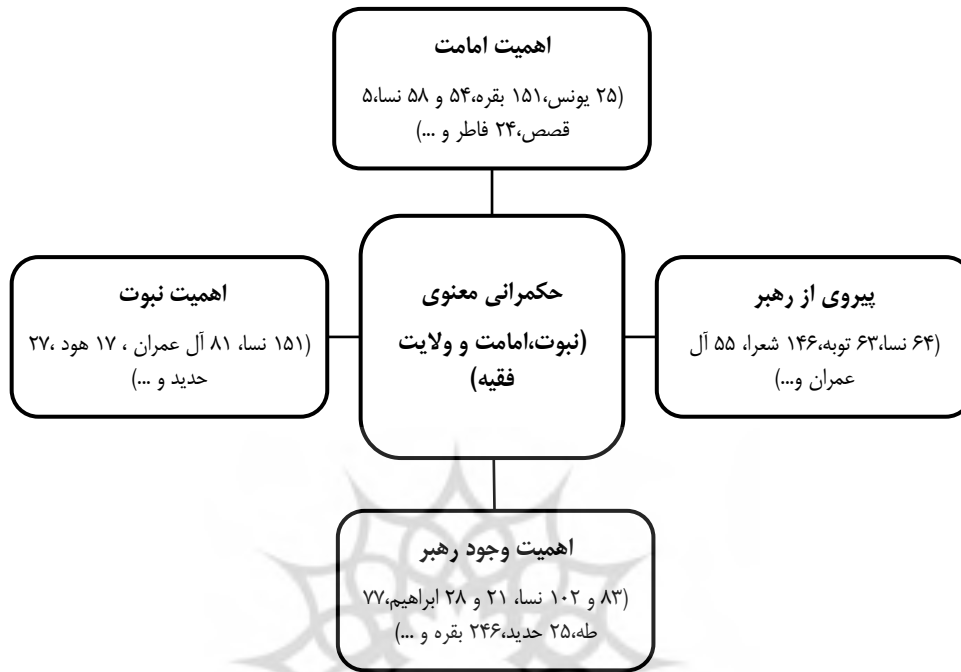 اهمیت امامت
(۲۵ یونس،۱۵۱ بقره،۵۴ و ۵۸ نسا،۵
قصص،۲۴ فاطر و ...)
پیروی از رهبر
(۶۴ نسا،۶۳ توبه،۱۴۶ شعرا، ۵۵ آل
عمران و...)
حکمرانی معنوی
(نبوت،امامت و ولایت
فقیه)
اهمیت نبوت
(۱۵۱ نسا، ۸۱ آل عمران ، ۱۷ هود ،۲۷
حدید و ...)
اهمیت وجود رهبر
(۸۳ و ۱۰۲ نسا، ۲۱ و ۲۸ ابراهیم،۷۷
طه،۲۵ حدید،۲۴۶ بقره و ...)